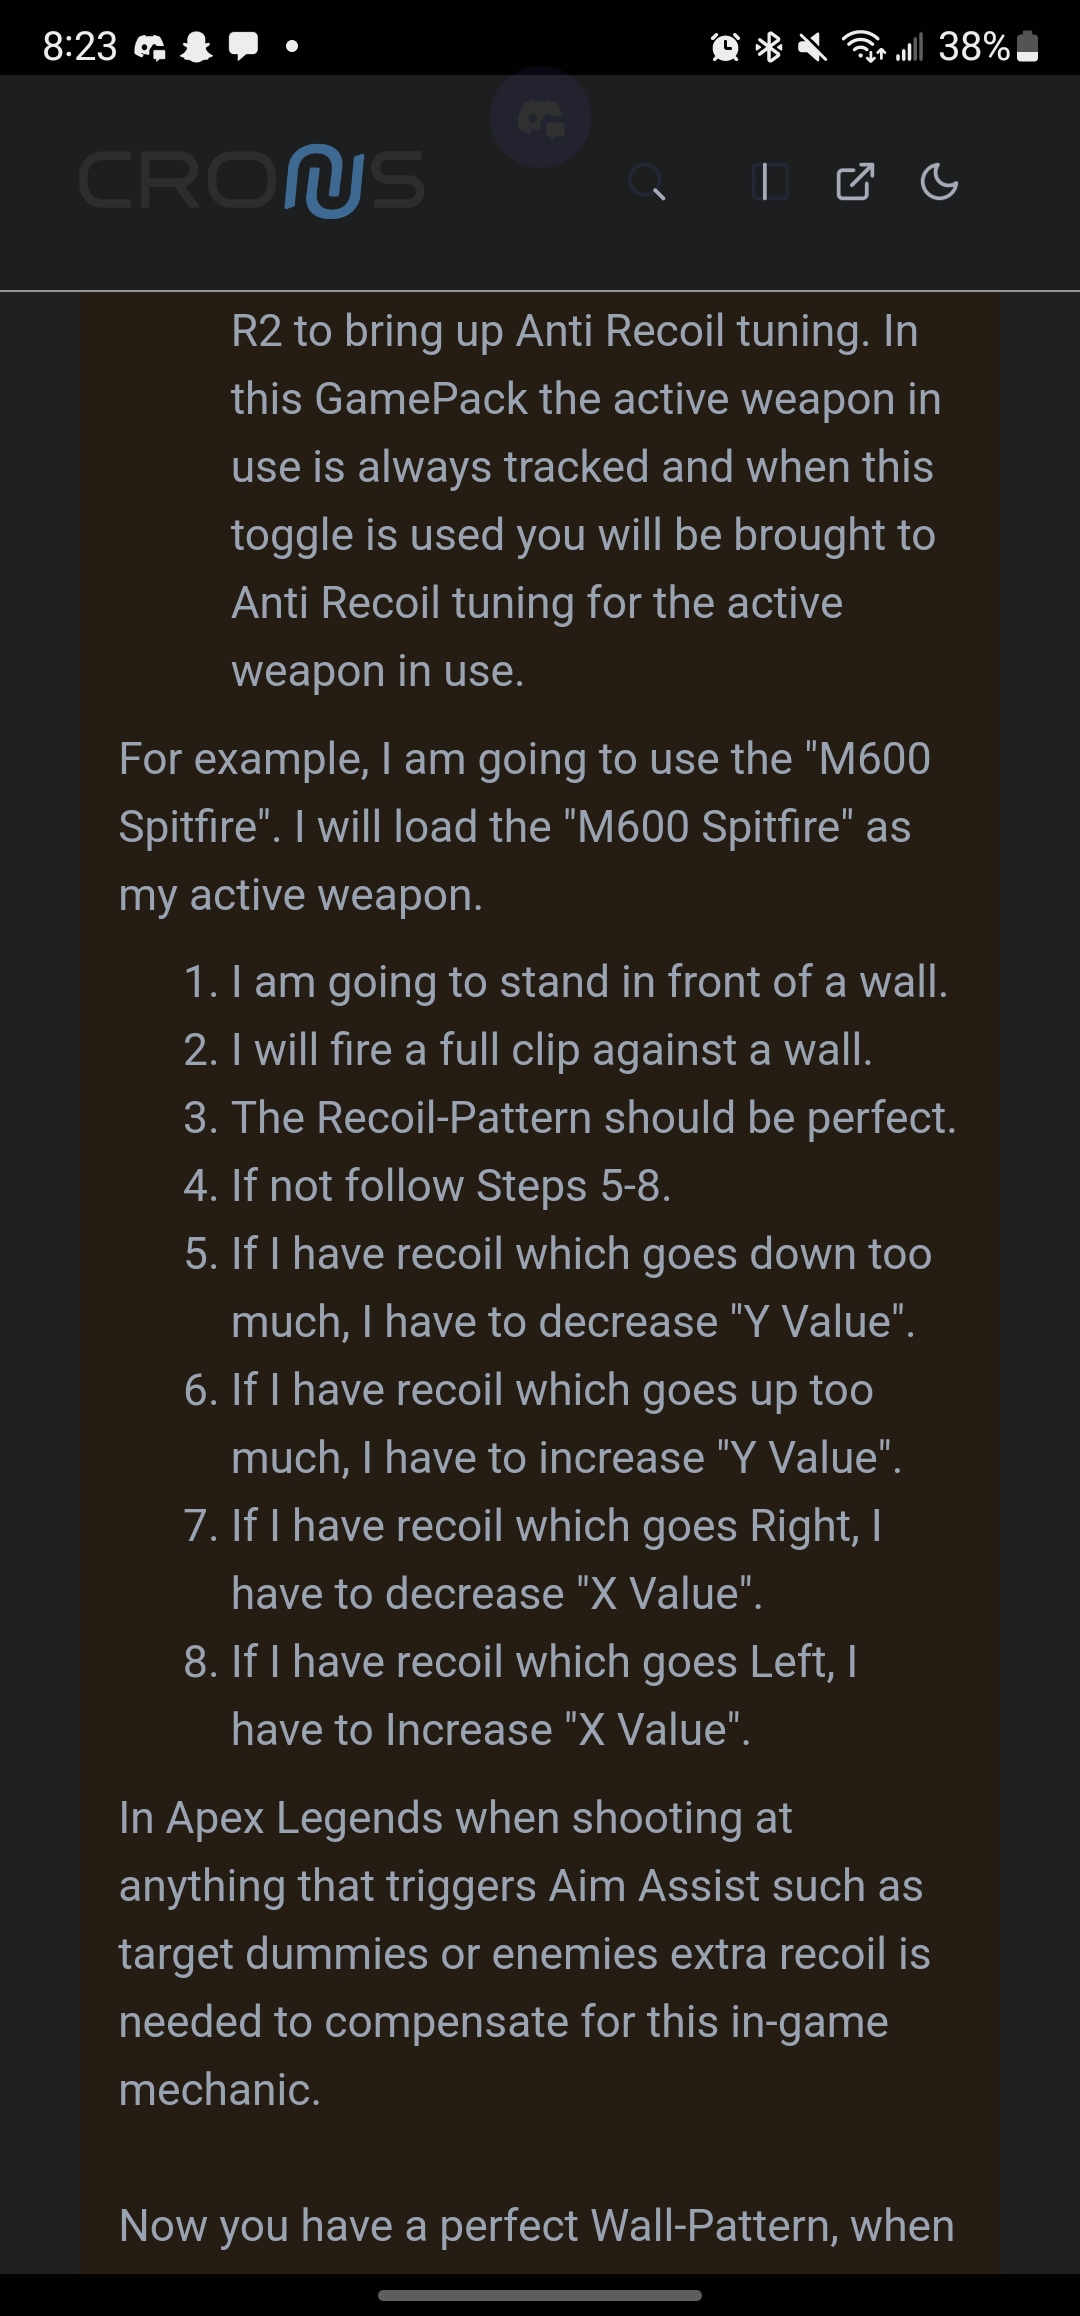 8:23
38%
CRONUS
R2 to bring up Anti Recoil tuning. In
this GamePack the active weapon in
use is always tracked and when this
toggle is used you will be brought to
Anti Recoil tuning for the active
weapon in use.
For example, I am going to use the "M600
Spitfire". I will load the "M600 Spitfire" as
my active weapon.
1. I am going to stand in front of a wall.
2. I will fire a full clip against a wall.
3. The Recoil-Pattern should be perfect.
4. If not follow Steps 5-8.
5. If I have recoil which goes down too
much, I have to decrease "Y Value".
6. If I have recoil which goes up too
much, I have to increase "Y Value".
7. If I have recoil which goes Right, I
have to decrease "X Value".
8. If I have recoil which goes Left, I
have to Increase "X Value".
In Apex Legends when shooting at
anything that triggers Aim Assist such as
target dummies or enemies extra recoil is
needed to compensate for this in-game
mechanic.
Now you have a perfect Wall-Pattern, when